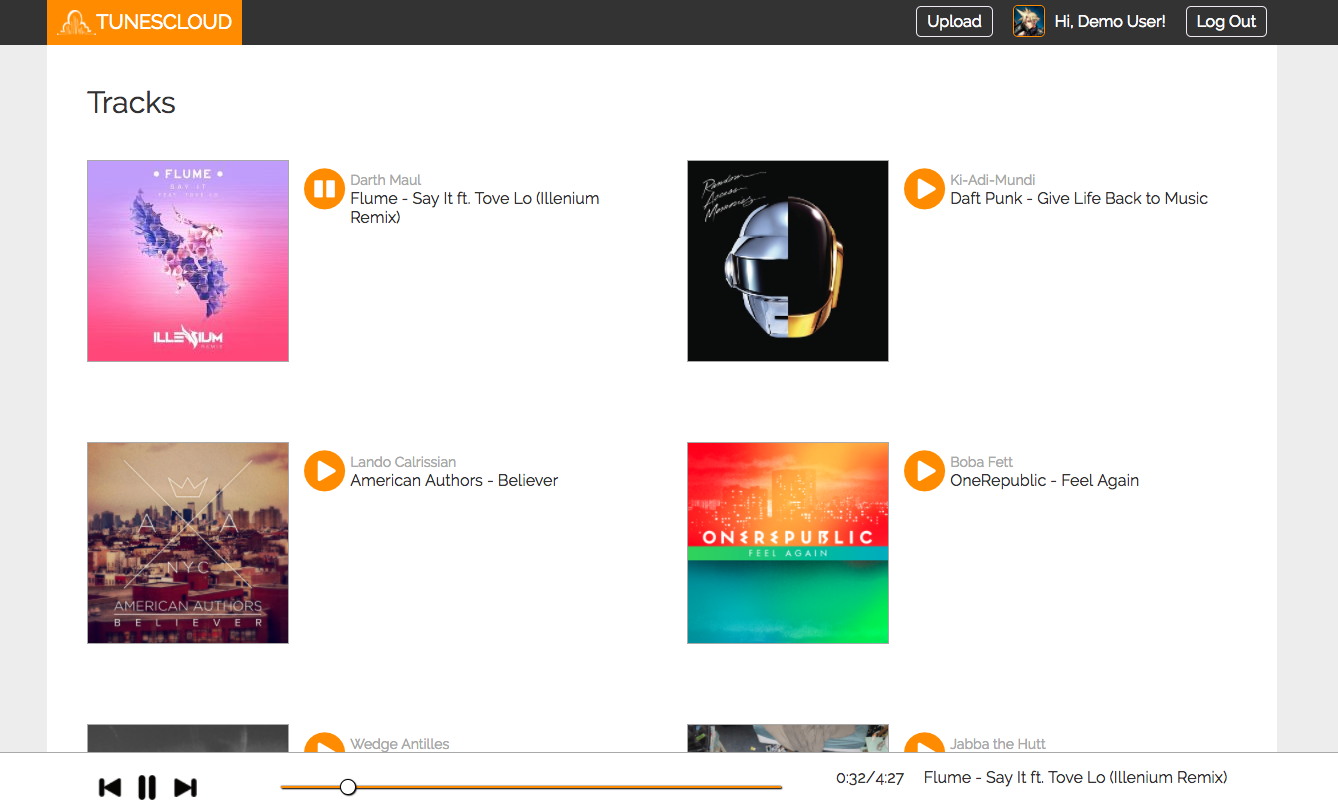 TUNESCLOUD
Upload
Hi, Demo User!
Log Out
Tracks
• FLUME •
SAY IT
FEAT. TOVE LO
ILLENIUM
REMIX
Darth Maul
Flume - Say It ft. Tove Lo (Illenium
Remix)
Random
Access
Memories
Ki-Adi-Mundi
Daft Punk - Give Life Back to Music
A A
NYC
AMERICAN AUTHORS
BELIEVER
Lando Calrissian
American Authors - Believer
ONEREPUBLIC
FEEL AGAIN
Boba Fett
OneRepublic - Feel Again
Wedge Antilles
Jabba the Hutt
0:32/4:27
Flume - Say It ft. Tove Lo (Illenium Remix)